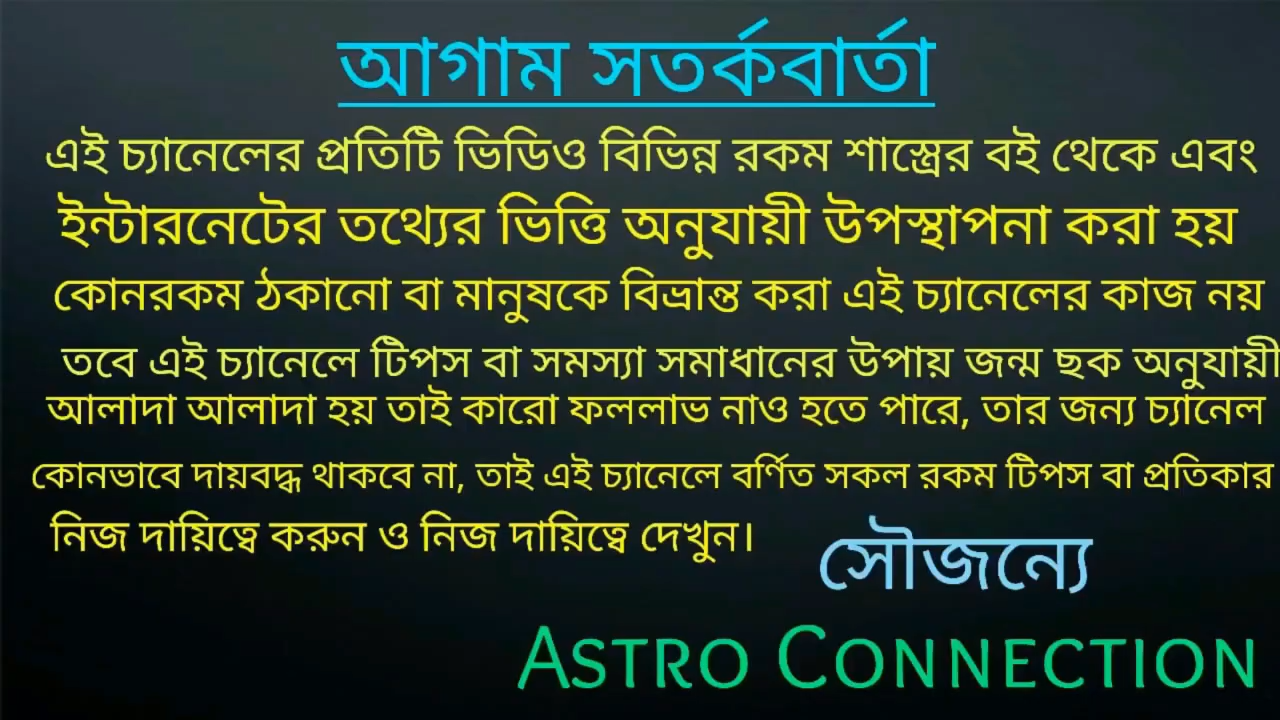 আগাম সতর্কবার্তা
এই চ্যানেলের প্রতিটি ভিডিও বিভিন্ন রকম শাস্ত্রের বই থেকে এবং
ইন্টারনেটের তথ্যের ভিত্তি অনুযায়ী উপস্থাপনা করা হয়
কোনরকম ঠকানো বা মানুষকে বিভ্রান্ত করা এই চ্যানেলের কাজ নয়
তবে এই চ্যানেলে টিপস বা সমস্যা সমাধানের উপায় জন্ম ছক অনুযায়ী
আলাদা আলাদা হয় তাই কারো ফললাভ নাও হতে পারে, তার জন্য চ্যানেল
কোনভাবে দায়বদ্ধ থাকবে না, তাই এই চ্যানেলে বর্ণিত সকল রকম টিপস বা প্রতিকার
নিজ দায়িত্বে করুন ও নিজ দায়িত্বে দেখুন।
সৌজন্যে
ASTRO CONNECTION